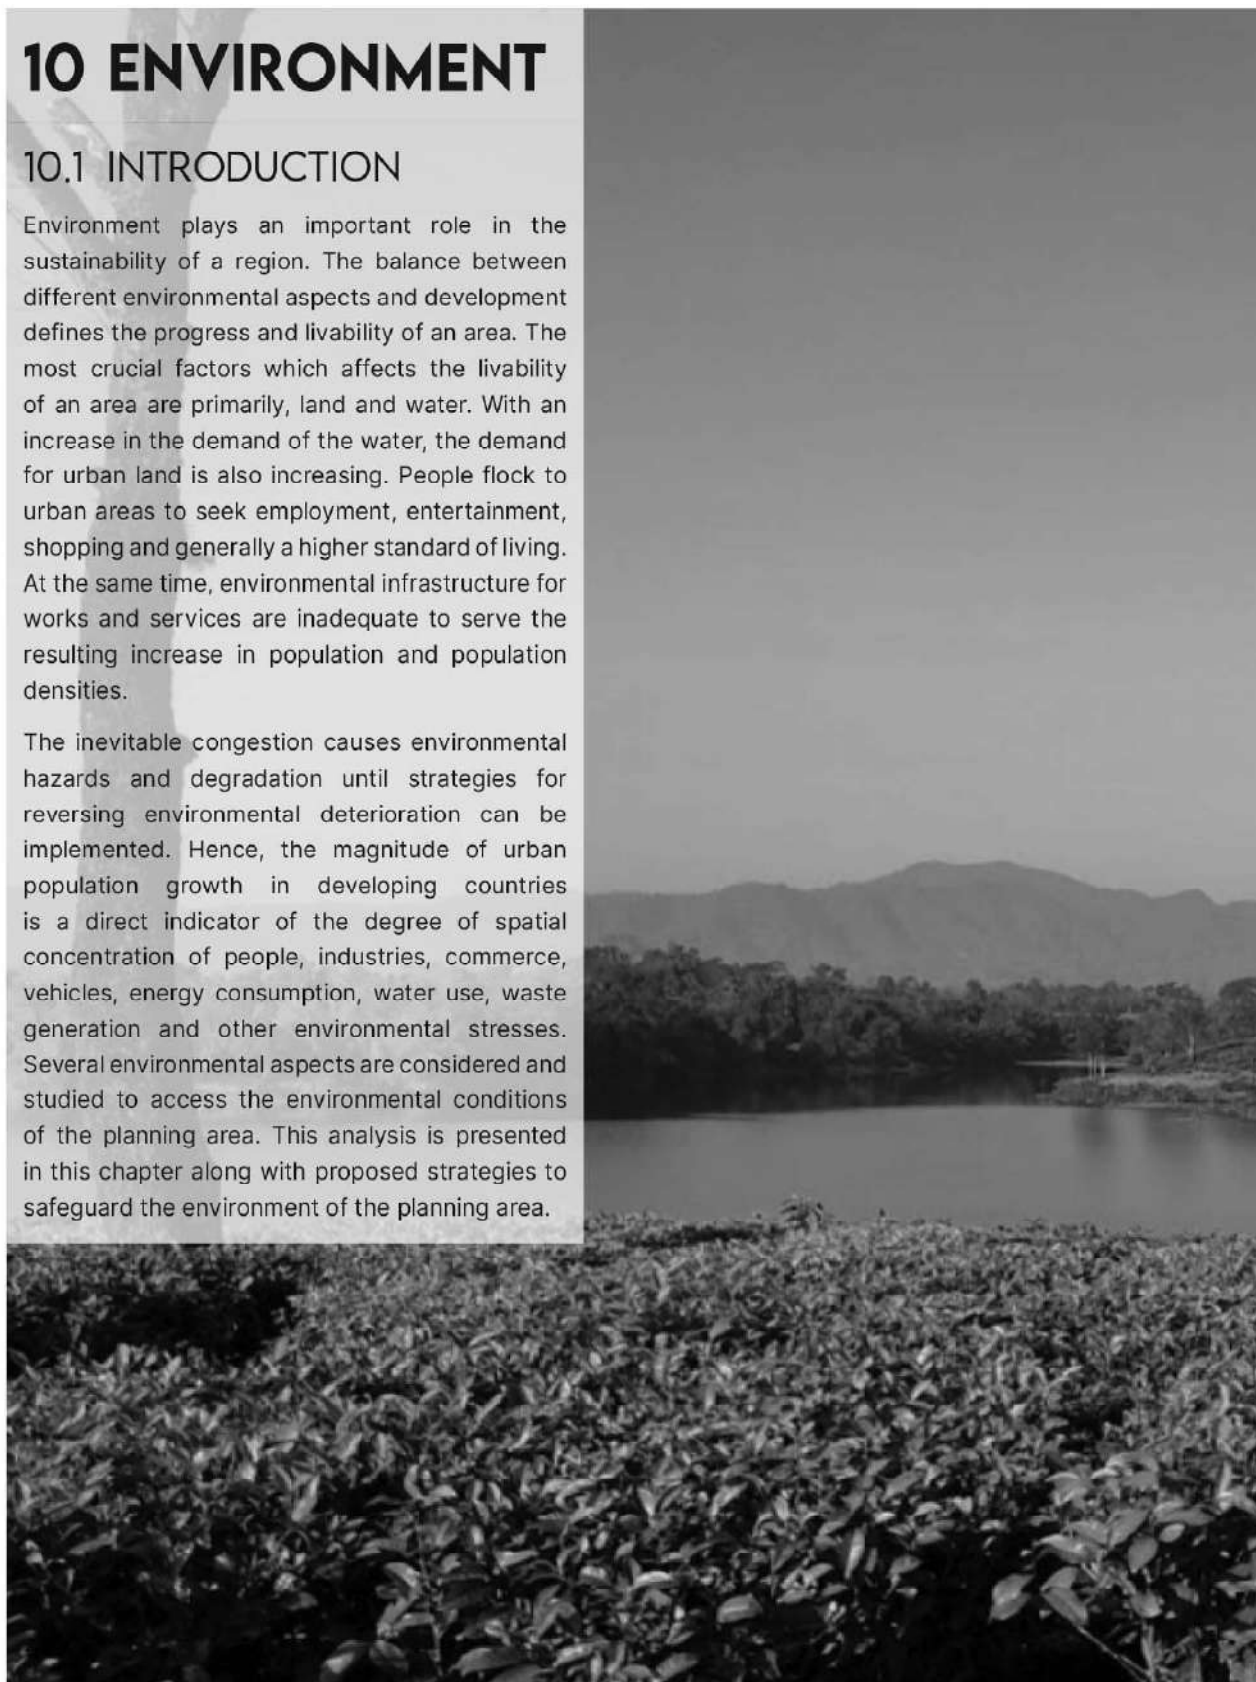 10 ENVIRONMENT
10.1 INTRODUCTION
Environment plays an important role in the
sustainability of a region. The balance between
different environmental aspects and development
defines the progress and livability of an area. The
most crucial factors which affects the livability
of an area are primarily, land and water. With an
increase in the demand of the water, the demand
for urban land is also increasing. People flock to
urban areas to seek employment, entertainment,
shopping and generally a higher standard of living.
At the same time, environmental infrastructure for
works and services are inadequate to serve the
resulting increase in population and population
densities.
The inevitable congestion causes environmental
hazards and degradation until strategies for
reversing environmental deterioration can be
implemented. Hence, the magnitude of urban
population growth in developing countries
is a direct indicator of the degree of spatial
concentration of people, industries, commerce,
vehicles, energy consumption, water use, waste
generation and other environmental stresses.
Several environmental aspects are considered and
studied to access the environmental conditions
of the planning area. This analysis is presented
in this chapter along with proposed strategies to
safeguard the environment of the planning area.